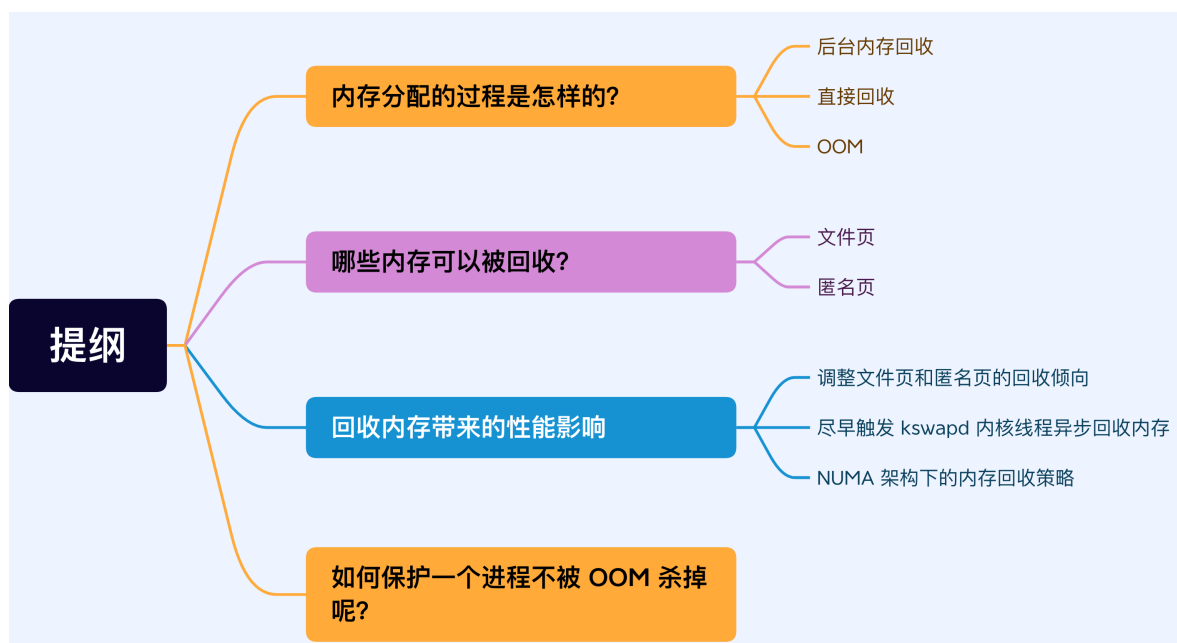 提纲
内存分配的过程是怎样的?
后台内存回收
直接回收
OOM
哪些内存可以被回收?
文件页
匿名页
回收内存带来的性能影响
调整文件页和匿名页的回收倾向
尽早触发 kswapd 内核线程异步回收内存
NUMA 架构下的内存回收策略
如何保护一个进程不被 OOM 杀掉
呢?